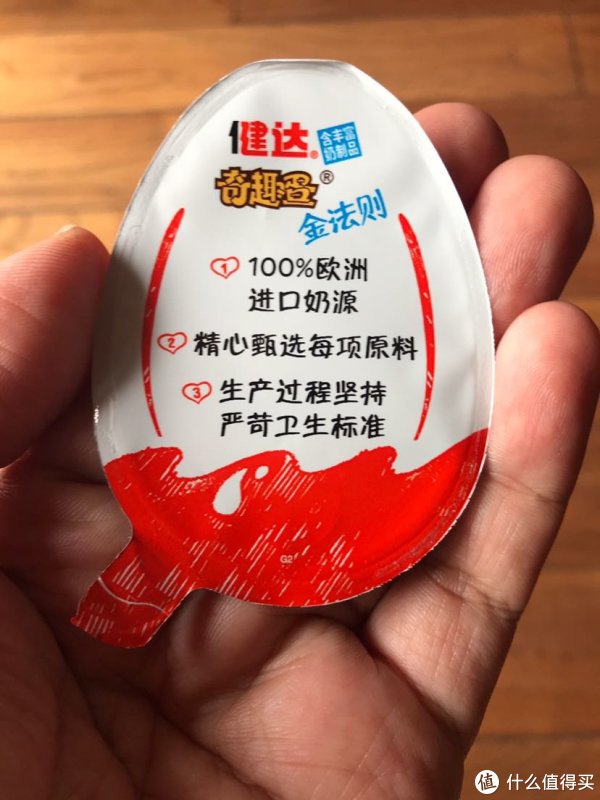 健达®
含丰富
奶制品
奇趣蛋®
金法则
1 100%欧洲
进口奶源
2 精心甄选每项原料
3 生产过程坚持
严苛卫生标准
G2
值 什么值得买